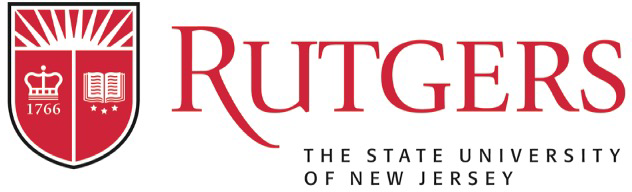 1766
RUTGERS
THE STATE UNIVERSITY
OF NEW JERSEY